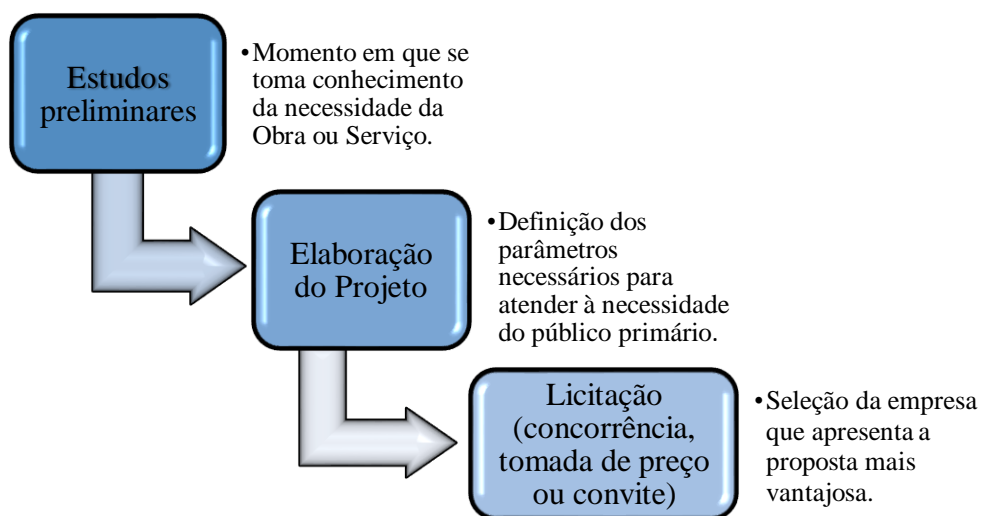 Estudos
preliminares
•Momento em que se
toma conhecimento
da necessidade da
Obra ou Serviço.
Elaboração
do Projeto
•Definição dos
parâmetros
necessários para
atender à necessidade
do público primário.
Licitação
(concorrência,
tomada de preço
ou convite)
•Seleção da empresa
que apresenta a
proposta mais
vantajosa.